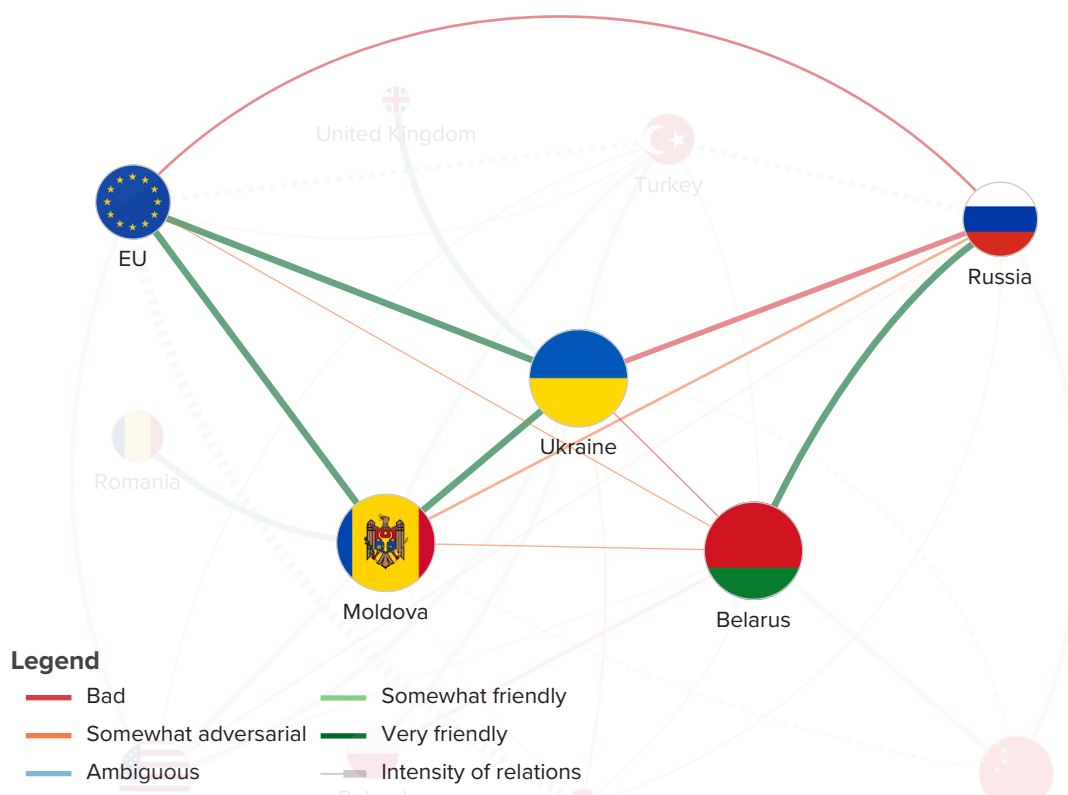 United Kingdom
Turkey
EU
Russia
Ukraine
Romania
Moldova
Belarus
Legend
Bad
Somewhat friendly
Somewhat adversarial
Very friendly
Ambiguous
Intensity of relations